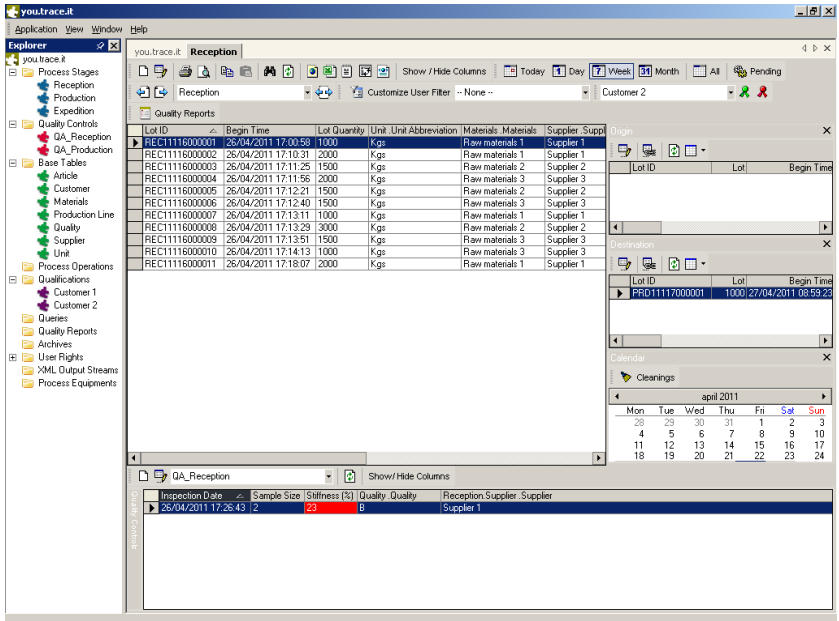 you.trace.it
Application View Window Help
Explorer
you.trace.it
Process Stages
Reception
Production
Expedition
Quality Controls
QA_Reception
QA_Production
Base Tables
Article
Customer
Materials
Production Line
Quality
Supplier
Unit
Process Operations
Qualifications
Customer 1
Customer 2
Queries
Quality Reports
Archives
User Rights
XML Output Streams
Process Equipments
you.trace.it Reception
Show / Hide Columns Today 1 Day 7 Week 31 Month All Pending
Reception Customize User Filter -- None -- Customer 2
Quality Reports
Lot ID Begin Time Lot Quantity Unit .Unit Abbreviation Materials .Materials Supplier .Suppl
REC11116000001 26/04/2011 17:00:58 1000 Kgs Raw materials 1 Supplier 1
REC11116000002 26/04/2011 17:10:31 2000 Kgs Raw materials 1 Supplier 1
REC11116000003 26/04/2011 17:11:25 1500 Kgs Raw materials 2 Supplier 2
REC11116000004 26/04/2011 17:11:56 2000 Kgs Raw materials 3 Supplier 3
REC11116000005 26/04/2011 17:12:21 1500 Kgs Raw materials 2 Supplier 2
REC11116000006 26/04/2011 17:12:40 1500 Kgs Raw materials 3 Supplier 3
REC11116000007 26/04/2011 17:13:11 1000 Kgs Raw materials 1 Supplier 1
REC11116000008 26/04/2011 17:13:29 3000 Kgs Raw materials 2 Supplier 2
REC11116000009 26/04/2011 17:13:51 1500 Kgs Raw materials 3 Supplier 3
REC11116000010 26/04/2011 17:14:13 1000 Kgs Raw materials 3 Supplier 3
REC11116000011 26/04/2011 17:18:07 2000 Kgs Raw materials 1 Supplier 1
Origin
Lot ID Lot Begin Time
Destination
Lot ID Lot Begin Time
PRD11117000001 1000 27/04/2011 08:59:23
Calendar
Cleanings
april 2011
Mon Tue Wed Thu Fri Sat Sun
28 29 30 31 1 2 3
4 5 6 7 8 9 10
11 12 13 14 15 16 17
18 19 20 21 22 23 24
QA_Reception Show/Hide Columns
Quality Controls
Inspection Date Sample Size Stiffness (%) Quality .Quality Reception.Supplier .Supplier
26/04/2011 17:26:43 2 23 B Supplier 1